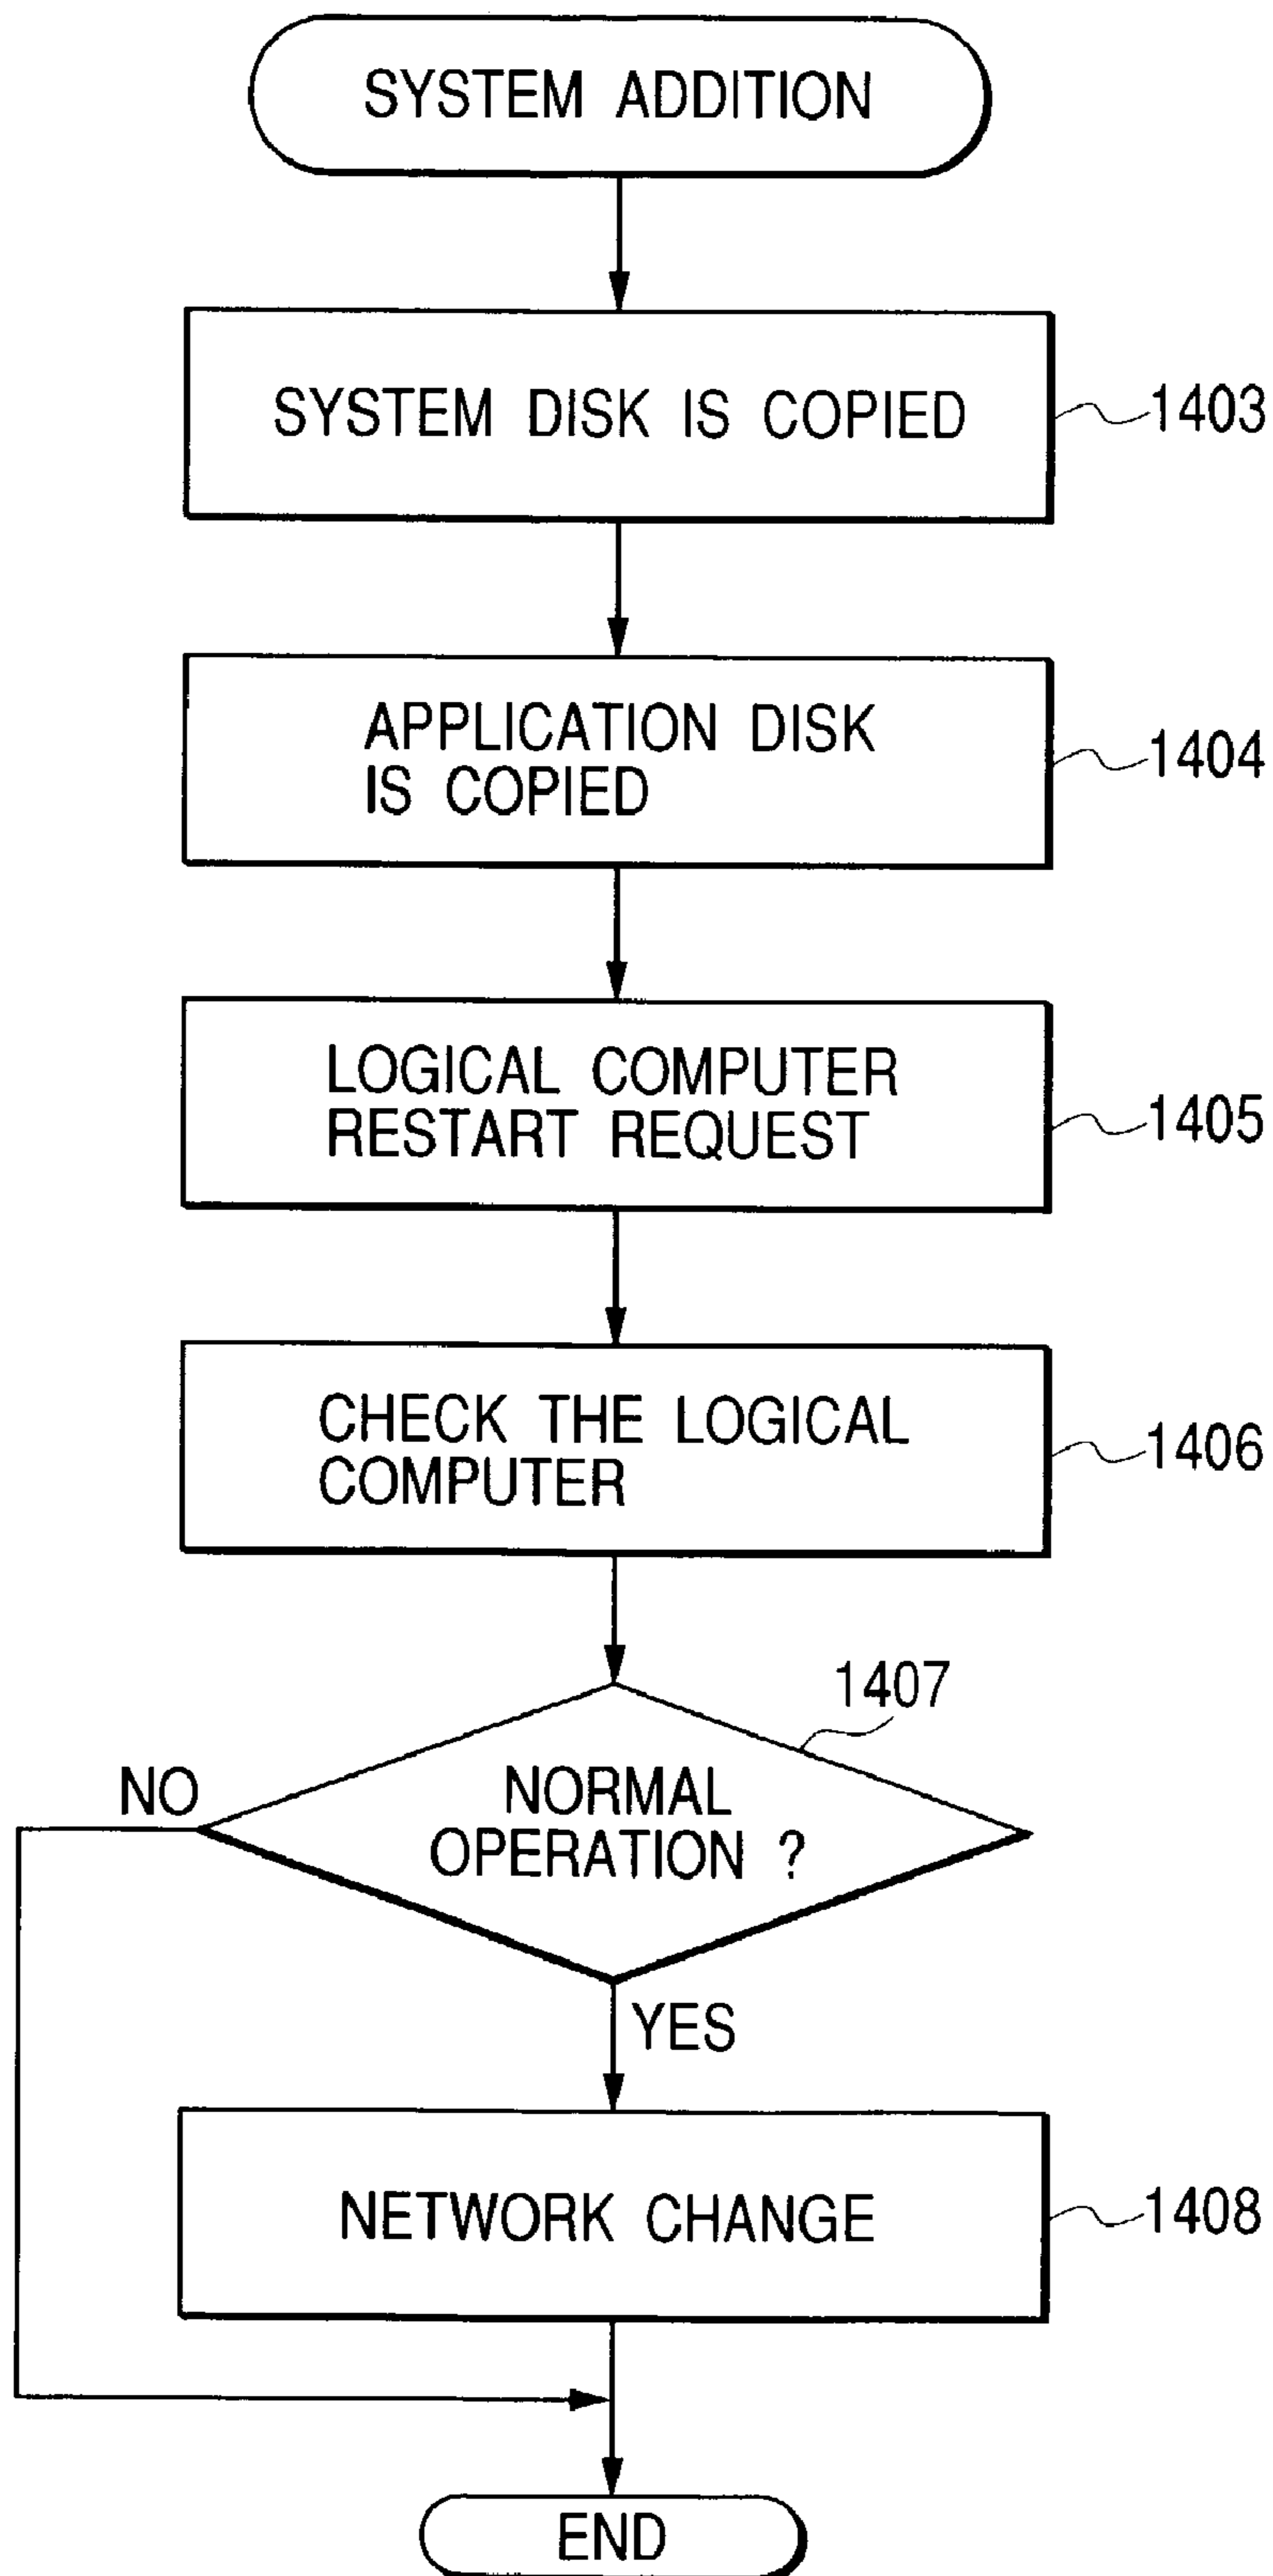 SYSTEM ADDITION
SYSTEM DISK IS COPIED
1403
APPLICATION DISK
IS COPIED
1404
LOGICAL COMPUTER
RESTART REQUEST
1405
CHECK THE LOGICAL
COMPUTER
1406
1407
NO
NORMAL
OPERATION ?
YES
NETWORK CHANGE
1408
END